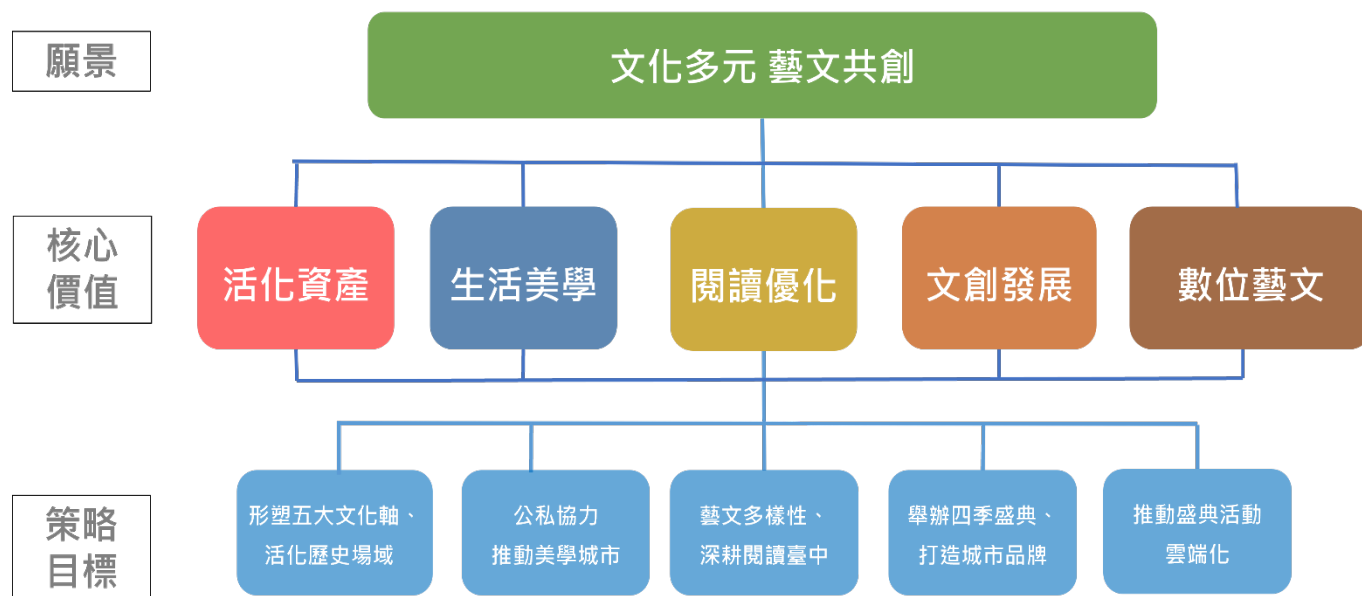 願景
文化多元 藝文共創
核心
價值
活化資產
生活美學
閱讀優化
文創發展
數位藝文
策略
目標
形塑五大文化軸、
活化歷史場域
公私協力
推動美學城市
藝文多樣性、
深耕閱讀臺中
舉辦四季盛典、
打造城市品牌
推動盛典活動
雲端化